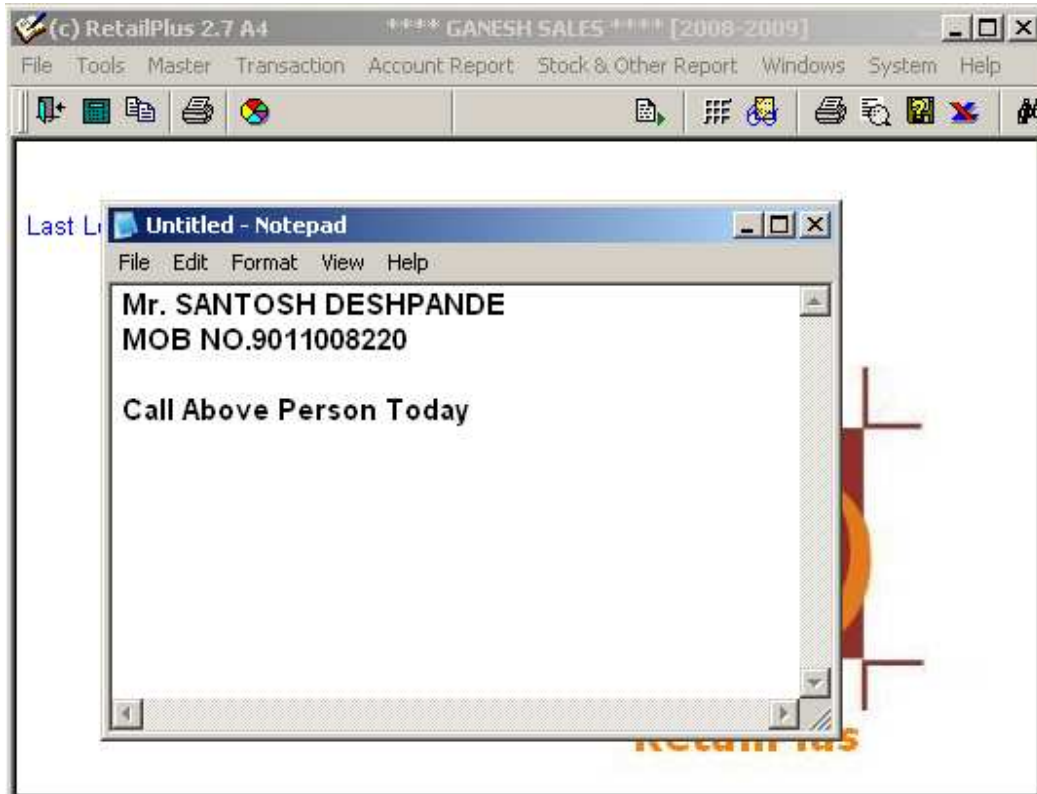 (c) RetailPlus 2.7 A4 **** GANESH SALES **** [2008-2009]
File Tools Master Transaction Account Report Stock & Other Report Windows System Help
Last
Untitled - Notepad
File Edit Format View Help
Mr. SANTOSH DESHPANDE
MOB NO.9011008220
Call Above Person Today
RetailPlus